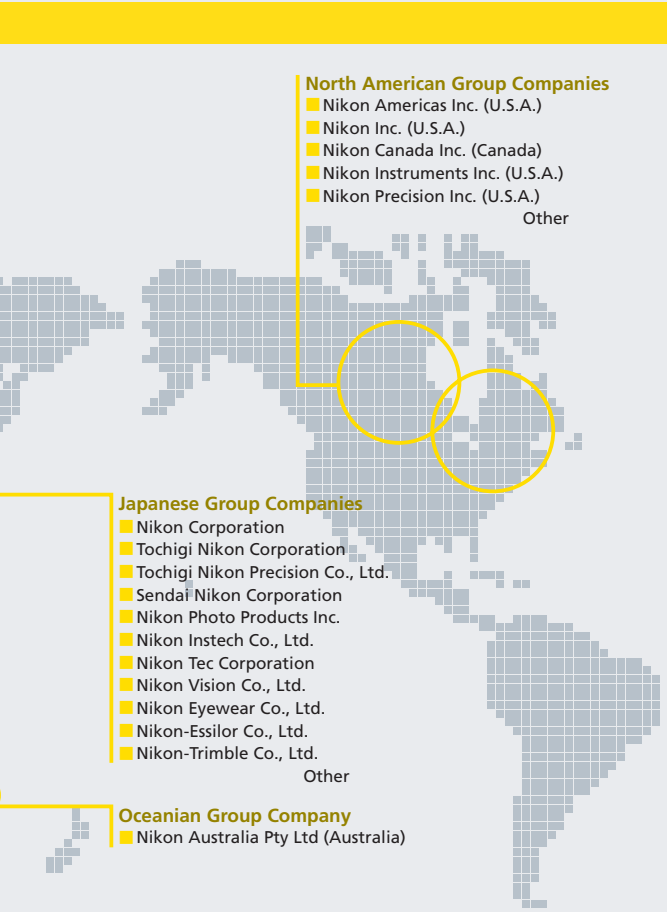 North American Group Companies
Nikon Americas Inc. (U.S.A.)
Nikon Inc. (U.S.A.)
Nikon Canada Inc. (Canada)
Nikon Instruments Inc. (U.S.A.)
Nikon Precision Inc. (U.S.A.)
Other
Japanese Group Companies
Nikon Corporation
Tochigi Nikon Corporation
Tochigi Nikon Precision Co., Ltd.
Sendai Nikon Corporation
Nikon Photo Products Inc.
Nikon Instech Co., Ltd.
Nikon Tec Corporation
Nikon Vision Co., Ltd.
Nikon Eyewear Co., Ltd.
Nikon-Essilor Co., Ltd.
Nikon-Trimble Co., Ltd.
Other
Oceanian Group Company
Nikon Australia Pty Ltd (Australia)